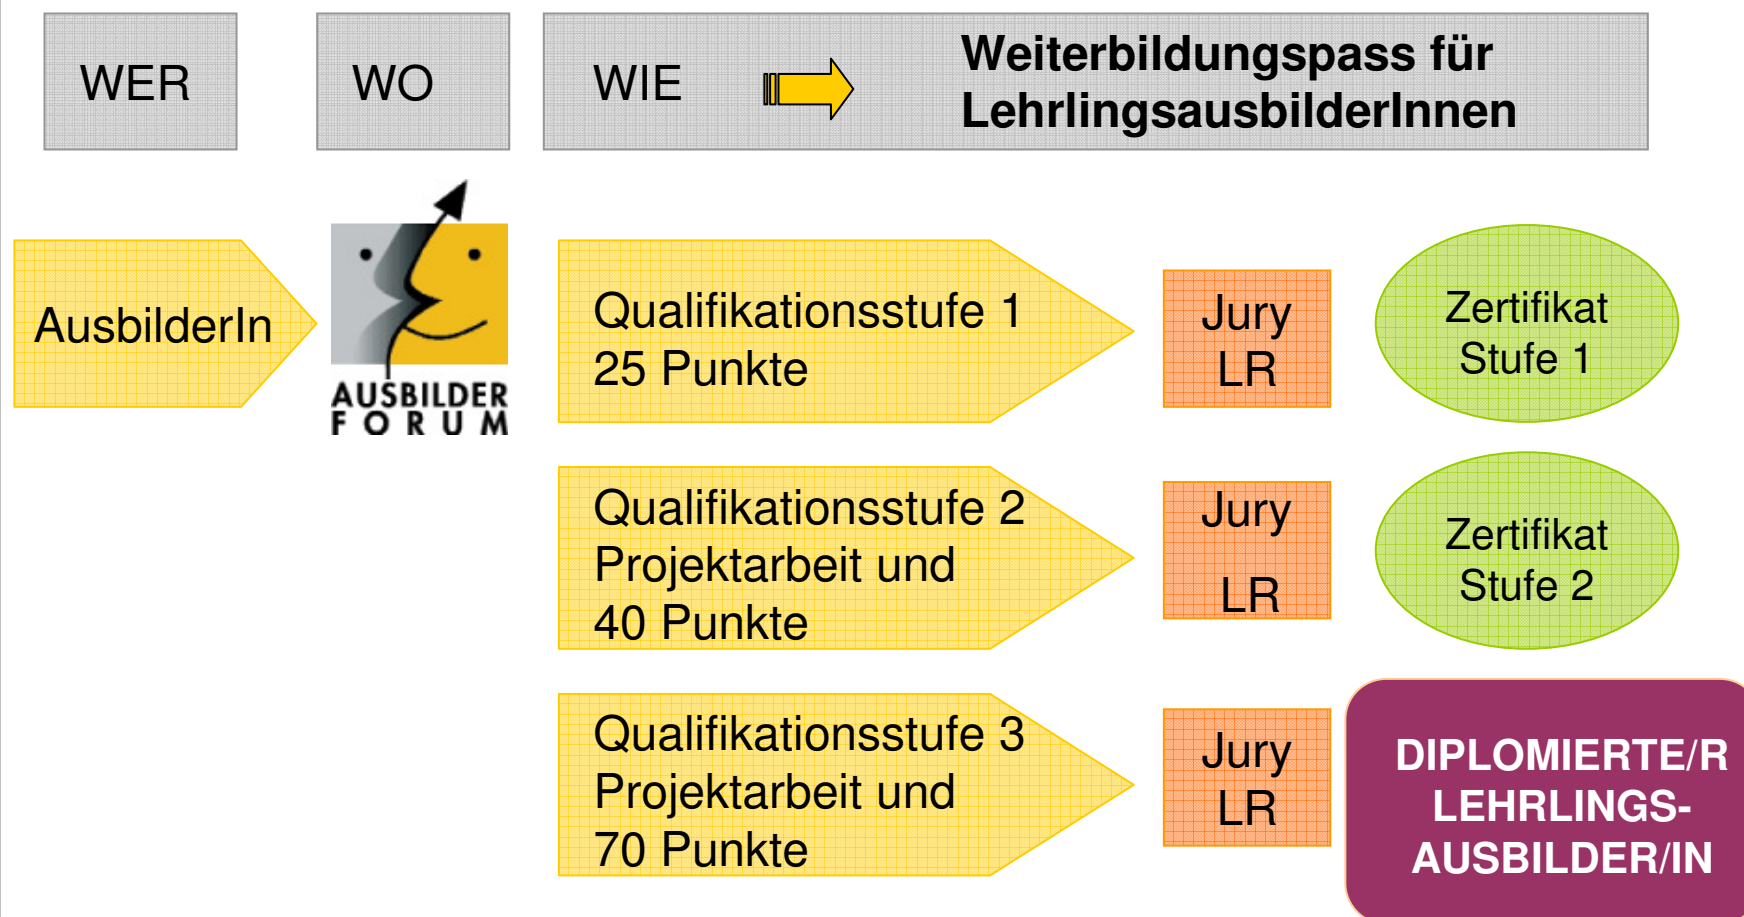 WER
WO
WIE
Weiterbildungspass für
LehrlingsausbilderInnen
AusbilderIn
AUSBILDER
FORUM
Qualifikationsstufe 1
25 Punkte
Jury
LR
Zertifikat
Stufe 1
Qualifikationsstufe 2
Projektarbeit und
40 Punkte
Jury
LR
Zertifikat
Stufe 2
Qualifikationsstufe 3
Projektarbeit und
70 Punkte
Jury
LR
DIPLOMIERTE/R
LEHRLINGS-
AUSBILDER/IN